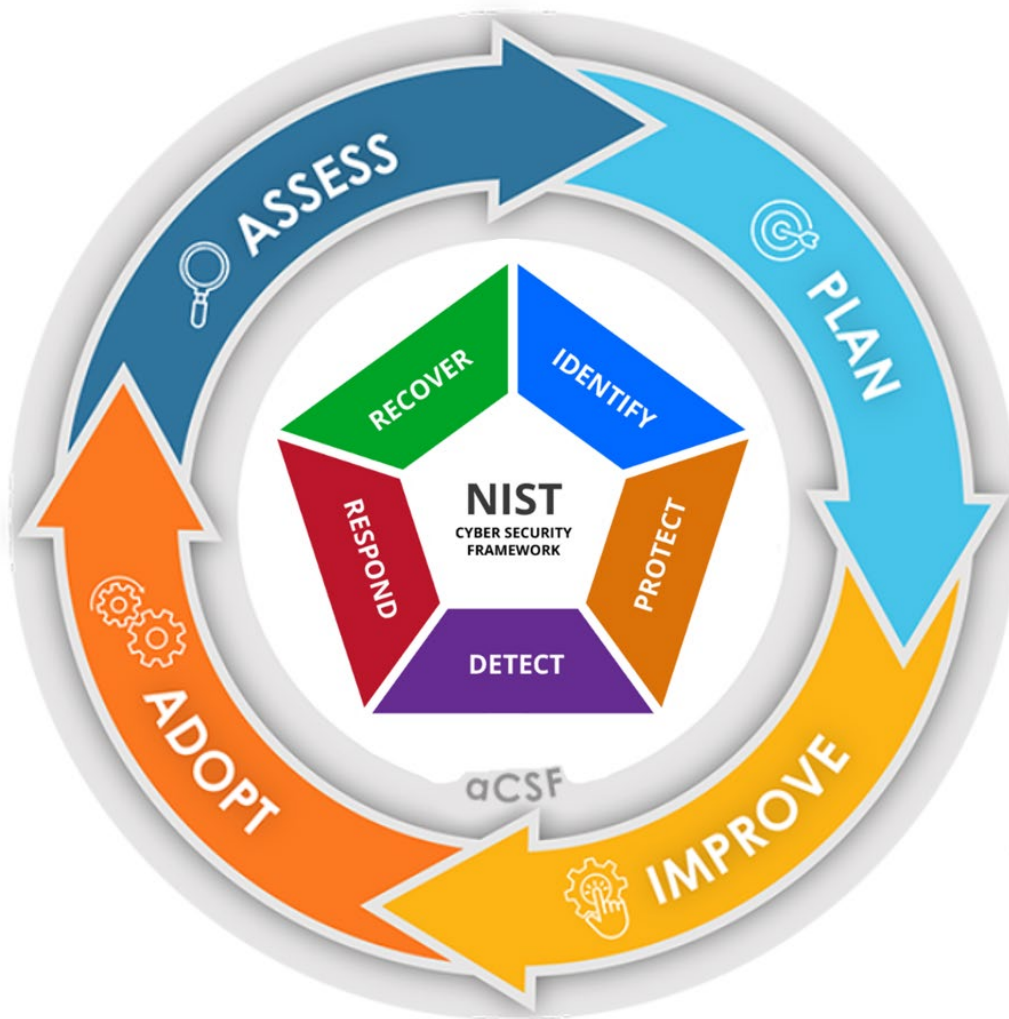 ASSESS
PLAN
IMPROVE
ADOPT
RECOVER
IDENTIFY
PROTECT
DETECT
RESPOND
NIST
CYBER SECURITY
FRAMEWORK
aCSF